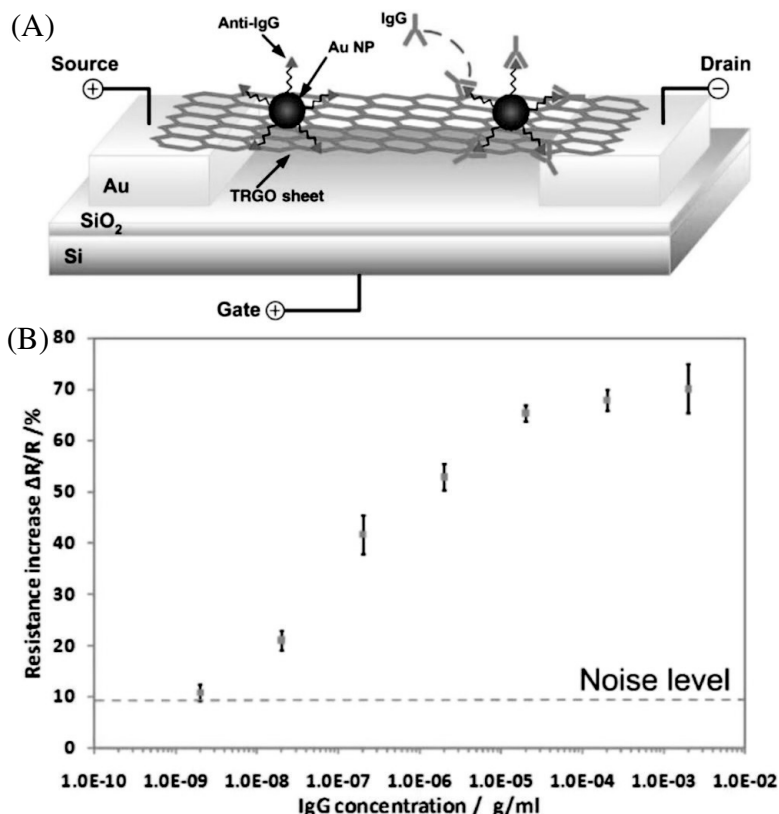 (A)
Anti-IgG
IgG
Au NP
Source
Drain
+
−
Au
TRGO sheet
SiO₂
Si
Gate +
(B)
80
70
60
50
40
30
20
10
0
Resistance increase ΔR/R /%
Noise level
1.0E-10 1.0E-09 1.0E-08 1.0E-07 1.0E-06 1.0E-05 1.0E-04 1.0E-03 1.0E-02
IgG concentration / g/ml